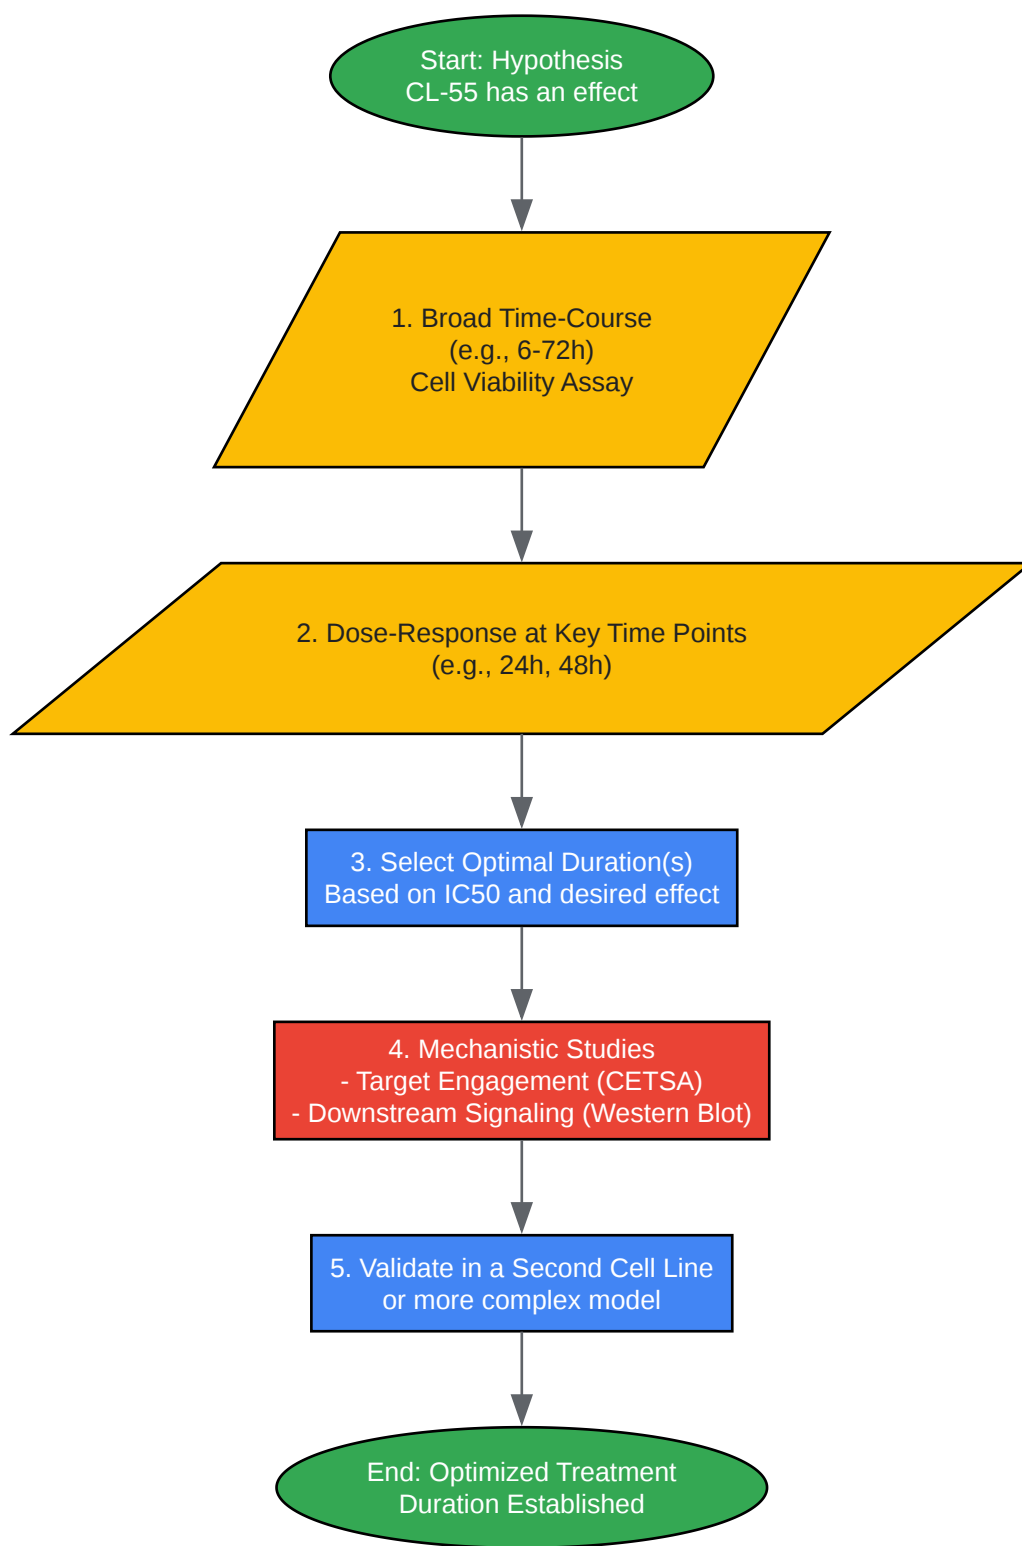 Start: Hypothesis
CL-55 has an effect
1. Broad Time-Course
(e.g., 6-72h)
Cell Viability Assay
2. Dose-Response at Key Time Points
(e.g., 24h, 48h)
3. Select Optimal Duration(s)
Based on IC50 and desired effect
4. Mechanistic Studies
- Target Engagement (CETSA)
- Downstream Signaling (Western Blot)
5. Validate in a Second Cell Line
or more complex model
End: Optimized Treatment
Duration Established